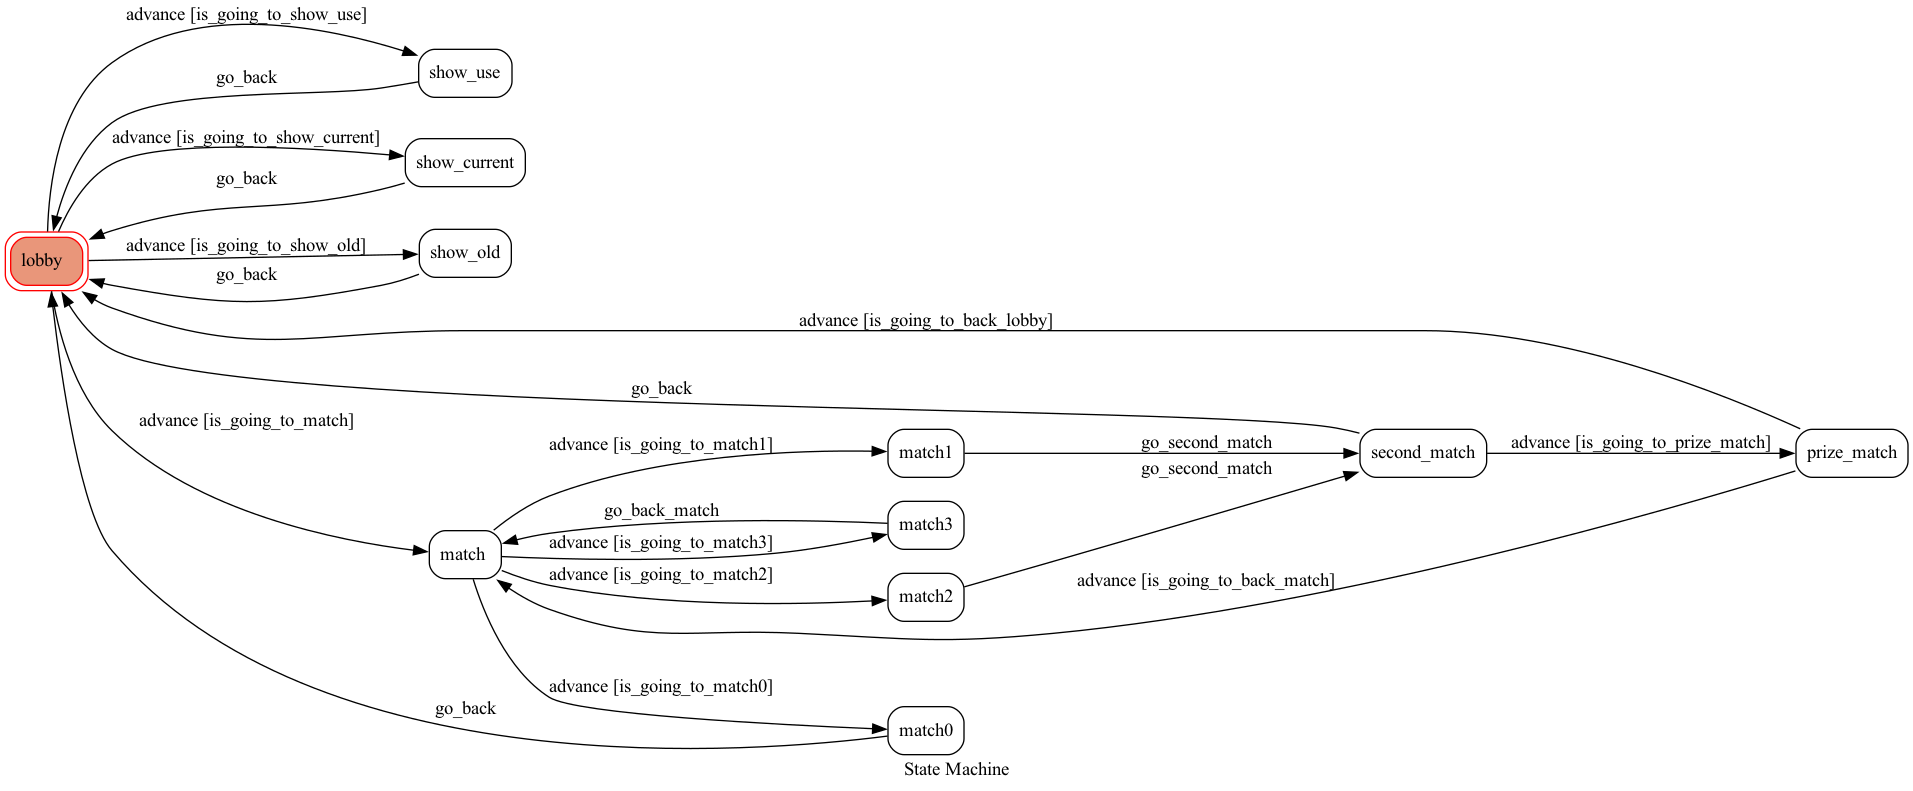 advance [is_going_to_show_use]
show_use
go_back
advance [is_going_to_show_current]
show_current
go_back
advance [is_going_to_show_old]
show_old
lobby
go_back
advance [is_going_to_back_lobby]
go_back
advance [is_going_to_match]
advance [is_going_to_match1]
match1
go_second_match
second_match
advance [is_going_to_prize_match]
prize_match
go_second_match
go_back_match
match3
advance [is_going_to_match3]
match
advance [is_going_to_match2]
match2
advance [is_going_to_back_match]
advance [is_going_to_match0]
go_back
match0
State Machine